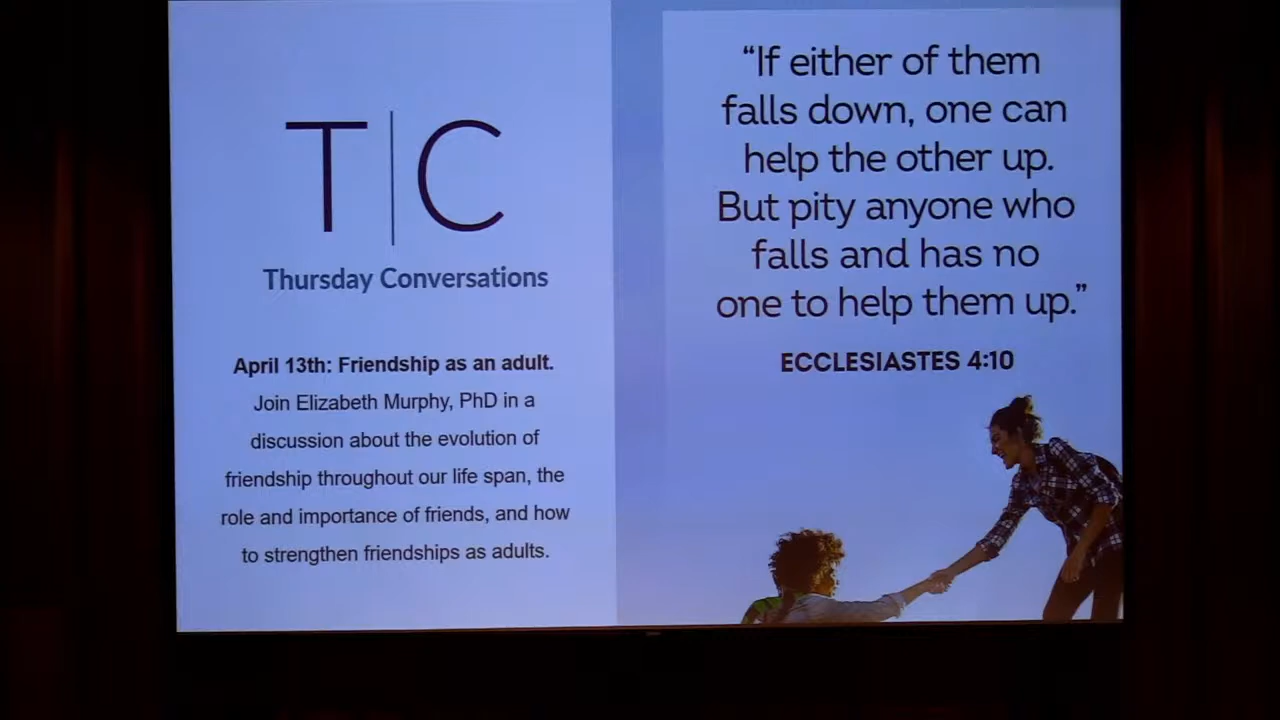 T|C
Thursday Conversations
April 13th: Friendship as an adult.
Join Elizabeth Murphy, PhD in a
discussion about the evolution of
friendship throughout our life span, the
role and importance of friends, and how
to strengthen friendships as adults.
“If either of them
falls down, one can
help the other up.
But pity anyone who
falls and has no
one to help them up.”
ECCLESIASTES 4:10